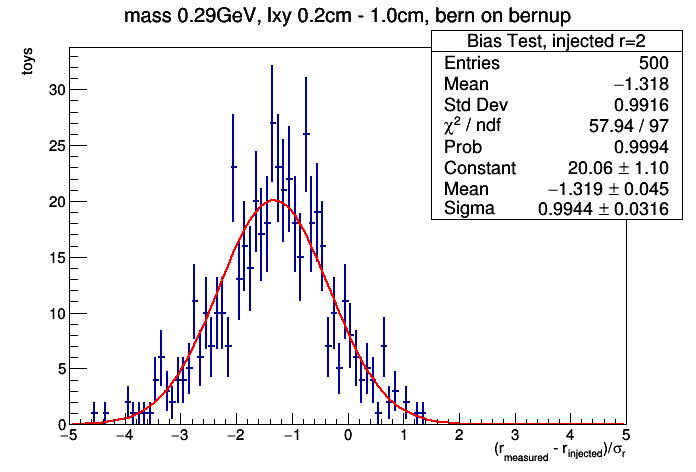 mass 0.29GeV, lxy 0.2cm - 1.0cm, bern on bernup
Bias Test, injected r=2
Entries 500
Mean −1.318
Std Dev 0.9916
χ² / ndf 57.94 / 97
Prob 0.9994
Constant 20.06 ± 1.10
Mean −1.319 ± 0.045
Sigma 0.9944 ± 0.0316
toys
30
25
20
15
10
5
0
−5 −4 −3 −2 −1 0 1 2 3 4 5
(r_measured - r_injected)/σ_r